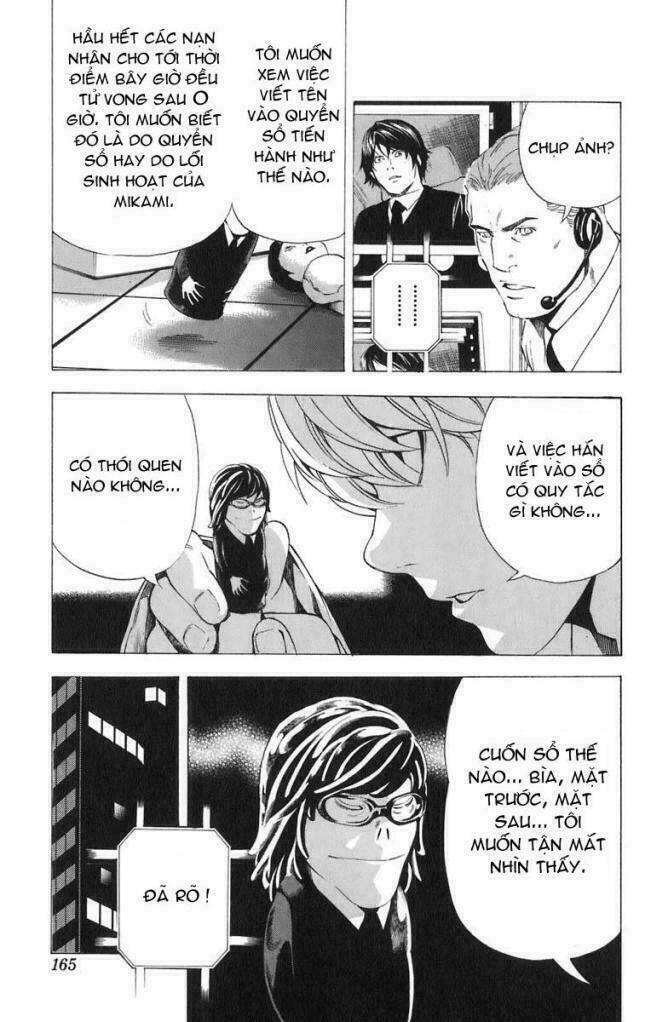 CHỤP ẢNH?
TÔI MUỐN
XEM VIỆC
VIẾT TÊN
VÀO QUYỂN
SỔ TIẾN
HÀNH NHƯ
THẾ NÀO.
HẦU HẾT CÁC NẠN
NHÂN CHO TỚI THỜI
ĐIỂM BÂY GIỜ ĐỀU
TỬ VONG SAU 0
GIỜ. TÔI MUỐN BIẾT
ĐÓ LÀ DO QUYỂN
SỔ HAY DO LỐI
SINH HOẠT CỦA
MIKAMI.
VÀ VIỆC HẮN
VIẾT VÀO SỔ
CÓ QUY TẮC
GÌ KHÔNG...
CÓ THÓI QUEN
NÀO KHÔNG...
CUỐN SỔ THẾ
NÀO... BÌA, MẶT
TRƯỚC, MẶT
SAU... TÔI
MUỐN TẬN MẮT
NHÌN THẤY.
ĐÃ RÕ !
165